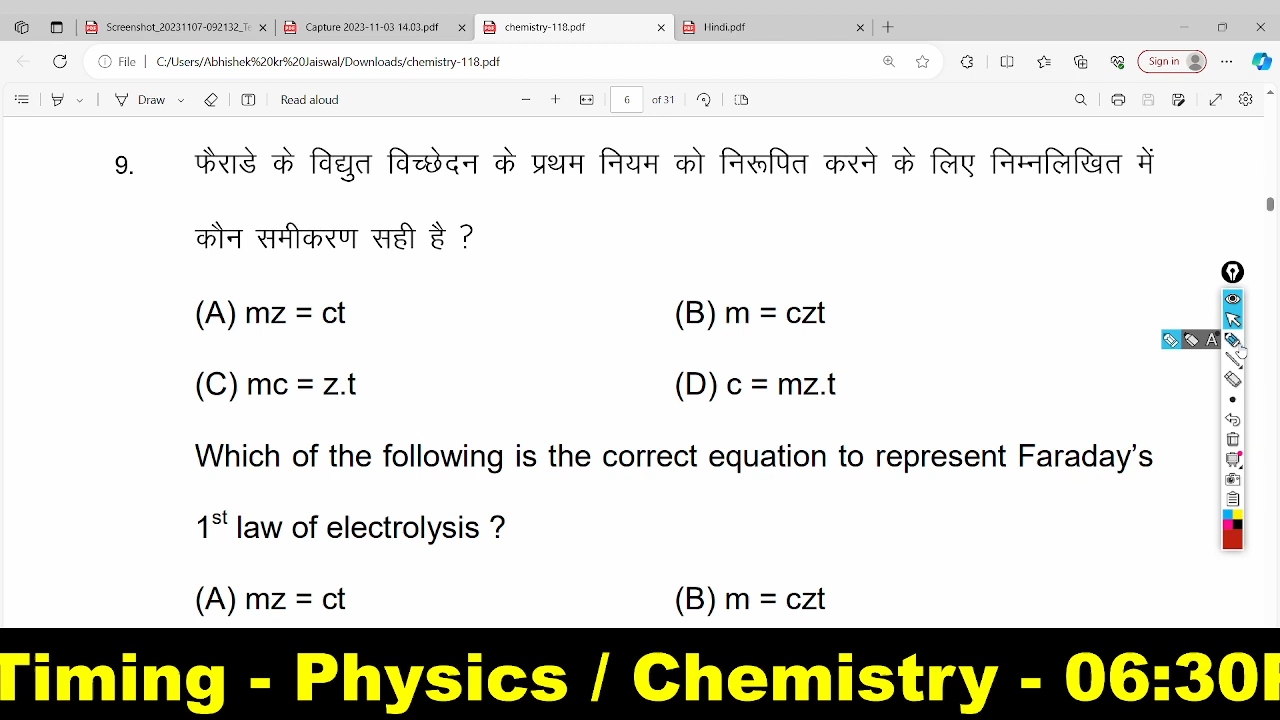 Screenshot_20231107-092132_Te
Capture 2023-11-03 14.03.pdf
chemistry-118.pdf
Hindi.pdf
File
C:/Users/Abhishek%20kr%20Jaiswal/Downloads/chemistry-118.pdf
Sign in
Draw
Read aloud
6
of 31
9. फैराडे के विद्युत विच्छेदन के प्रथम नियम को निरूपित करने के लिए निम्नलिखित में
कौन समीकरण सही है ?
(A) mz = ct (B) m = czt
(C) mc = z.t (D) c = mz.t
Which of the following is the correct equation to represent Faraday's
1st law of electrolysis ?
(A) mz = ct (B) m = czt
Timing - Physics / Chemistry - 06:30